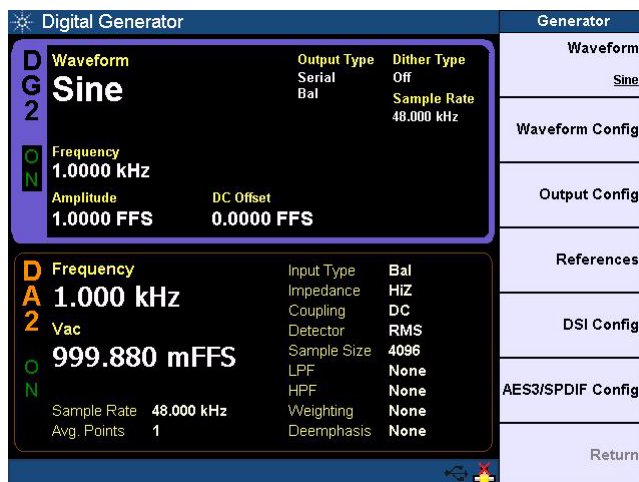 Digital Generator
Generator
DG2
ON
Waveform
Sine
Output Type
Serial
Bal
Dither Type
Off
Sample Rate
48.000 kHz
Frequency
1.0000 kHz
Amplitude
1.0000 FFS
DC Offset
0.0000 FFS
DA2
ON
Frequency
1.000 kHz
Vac
999.880 mFFS
Sample Rate 48.000 kHz
Avg. Points 1
Input Type Bal
Impedance HiZ
Coupling DC
Detector RMS
Sample Size 4096
LPF None
HPF None
Weighting None
Deemphasis None
Waveform
Sine
Waveform Config
Output Config
References
DSI Config
AES3/SPDIF Config
Return